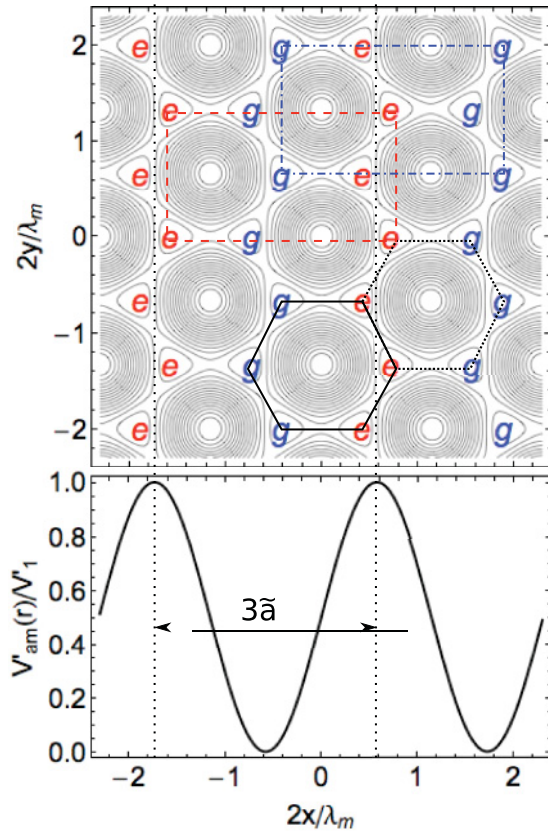 2y/λₘ
2 e g e g
e g e g
1
e g e g
0 e g e g
e g e g
−1
e g e g
−2 e g e g
V'ₐₘ(r)/V'₁
1.0
0.8
0.6
3ã
0.4
0.2
0.0
−2 −1 0 1 2
2x/λₘ